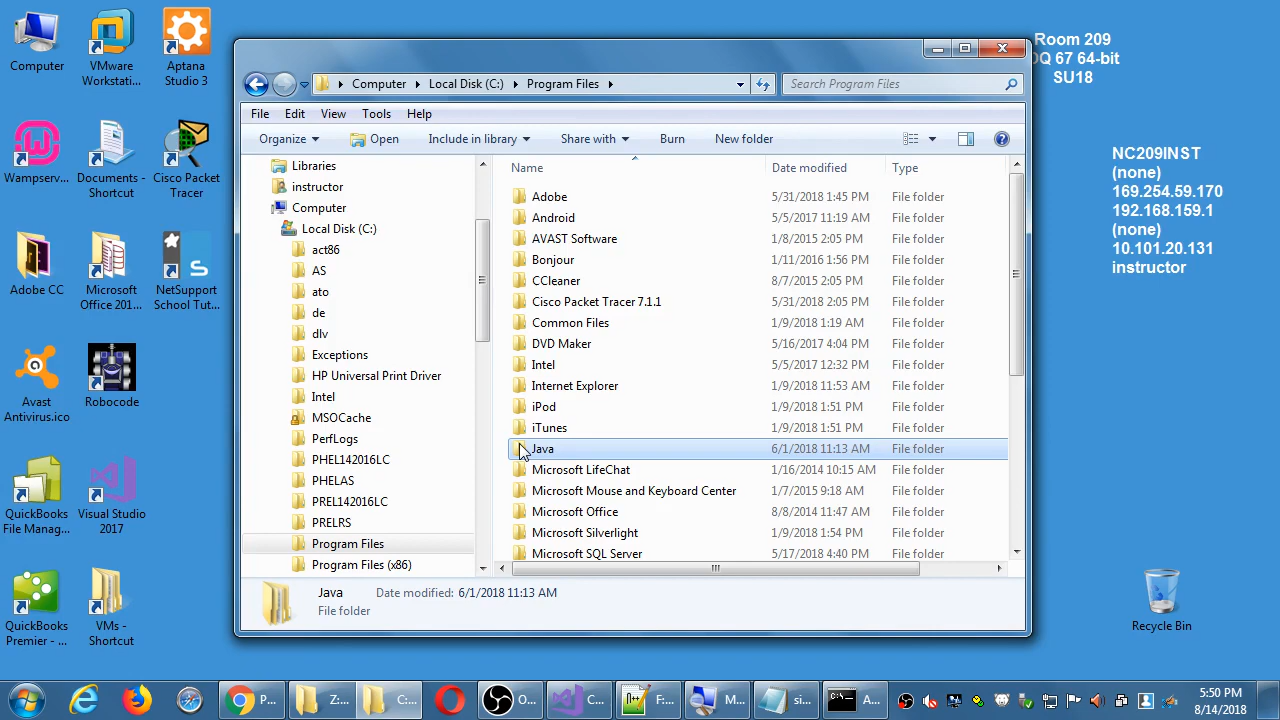 Computer
VMware
Workstati...
Aptana
Studio 3
Wampserv...
Documents -
Shortcut
Cisco Packet
Tracer
Adobe CC
Microsoft
Office 201...
NetSupport
School Tut...
Avast
Antivirus.ico
Robocode
QuickBooks
File Manag...
Visual Studio
2017
QuickBooks
Premier - ...
VMs -
Shortcut
Computer Local Disk (C:) Program Files
Search Program Files
File Edit View Tools Help
Organize Open Include in library Share with Burn New folder
Libraries
instructor
Computer
Local Disk (C:)
act86
AS
ato
de
dlv
Exceptions
HP Universal Print Driver
Intel
MSOCache
PerfLogs
PHEL142016LC
PHELAS
PREL142016LC
PRELRS
Program Files
Program Files (x86)
Name Date modified Type
Adobe 5/31/2018 1:45 PM File folder
Android 5/5/2017 11:19 AM File folder
AVAST Software 1/8/2015 2:05 PM File folder
Bonjour 1/11/2016 1:56 PM File folder
CCleaner 8/7/2015 2:05 PM File folder
Cisco Packet Tracer 7.1.1 5/31/2018 2:05 PM File folder
Common Files 1/9/2018 1:19 AM File folder
DVD Maker 5/16/2017 4:04 PM File folder
Intel 5/5/2017 12:32 PM File folder
Internet Explorer 1/9/2018 11:53 AM File folder
iPod 1/9/2018 1:51 PM File folder
iTunes 1/9/2018 1:51 PM File folder
Java 6/1/2018 11:13 AM File folder
Microsoft LifeChat 1/16/2014 10:15 AM File folder
Microsoft Mouse and Keyboard Center 1/7/2015 9:18 AM File folder
Microsoft Office 8/8/2014 11:47 AM File folder
Microsoft Silverlight 1/9/2018 1:54 PM File folder
Microsoft SQL Server 5/17/2018 4:40 PM File folder
Java Date modified: 6/1/2018 11:13 AM
File folder
Room 209
OQ 67 64-bit
SU18
NC209INST
(none)
169.254.59.170
192.168.159.1
(none)
10.101.20.131
instructor
Recycle Bin
P... Z:... C:... O... C... F:... M... si... A...
5:50 PM
8/14/2018